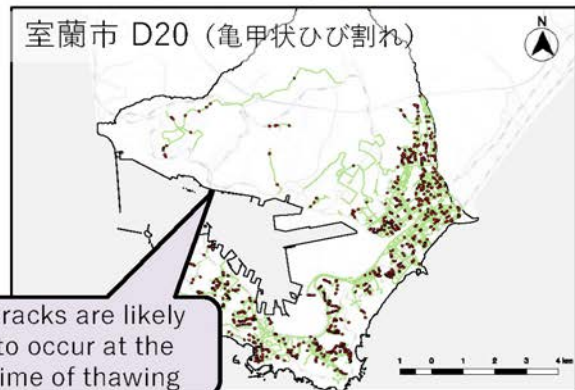 室蘭市 D20（亀甲状ひび割れ）
N
racks are likely
to occur at the
ime of thawing
1 0 1 2 3 4 km